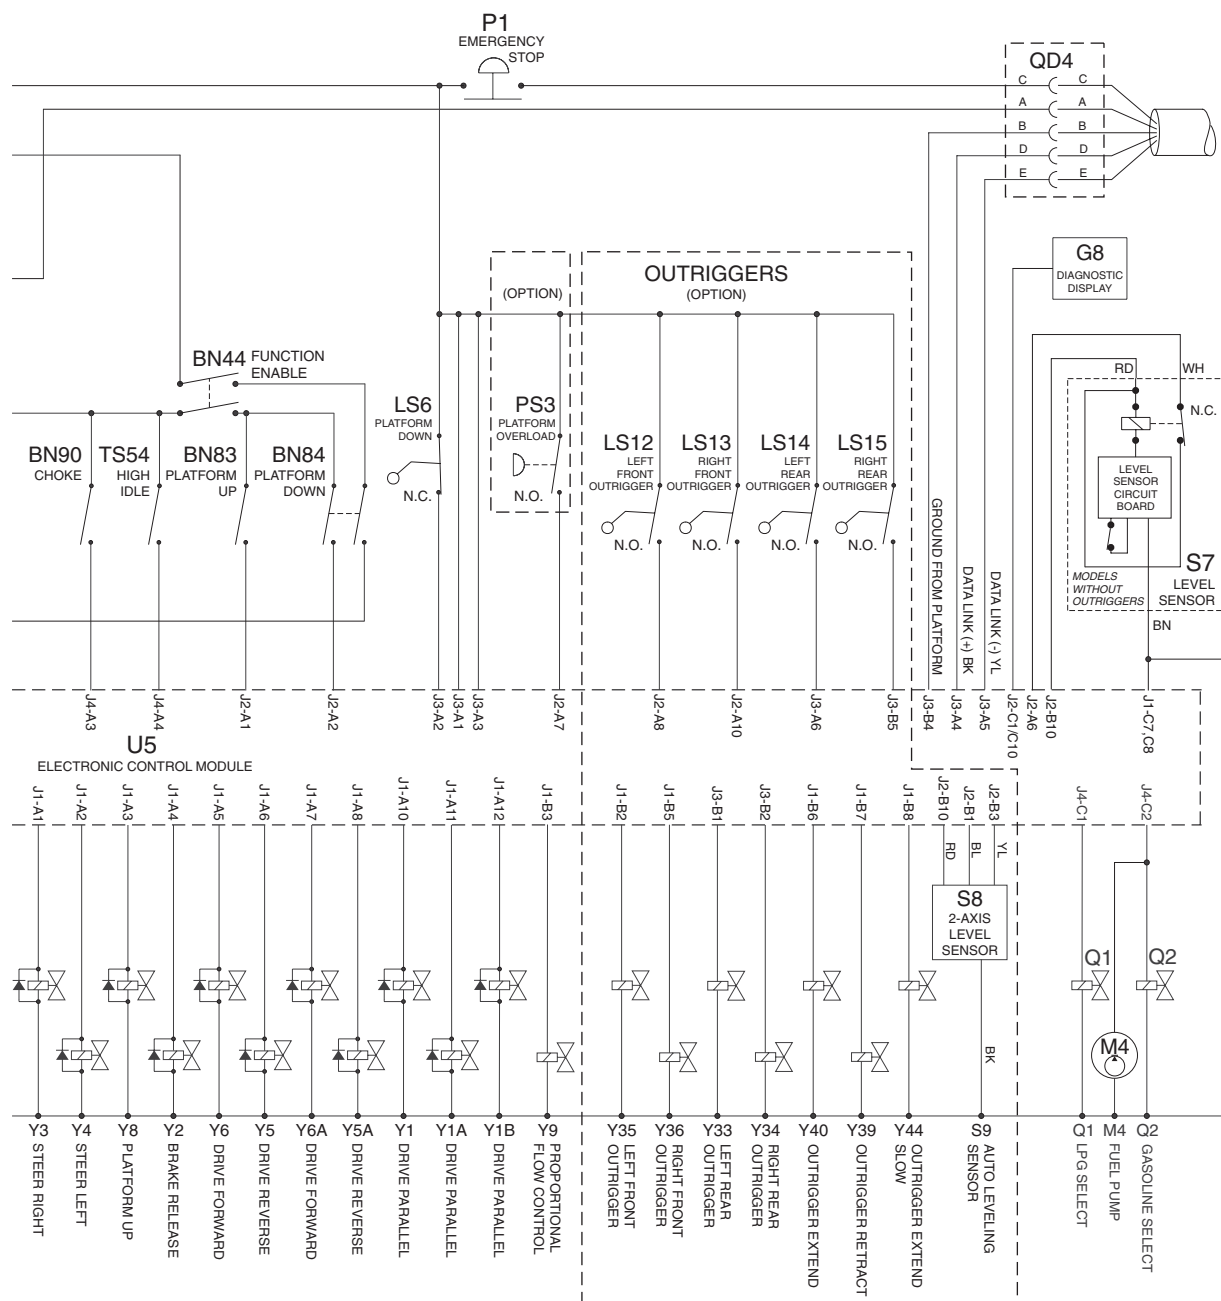 P1
EMERGENCY
STOP
QD4
C C
A A
B B
D D
E E
G8
DIAGNOSTIC
DISPLAY
(OPTION)
OUTRIGGERS
(OPTION)
BN44 FUNCTION
ENABLE
RD
WH
N.C.
LS6
PLATFORM
DOWN
N.C.
PS3
PLATFORM
OVERLOAD
N.O.
BN90
CHOKE
TS54
HIGH
IDLE
BN83
PLATFORM
UP
BN84
PLATFORM
DOWN
LS12
LEFT
FRONT
OUTRIGGER
N.O.
LS13
RIGHT
FRONT
OUTRIGGER
N.O.
LS14
LEFT
REAR
OUTRIGGER
N.O.
LS15
RIGHT
REAR
OUTRIGGER
N.O.
LEVEL
SENSOR
CIRCUIT
BOARD
S7
LEVEL
SENSOR
MODELS
WITHOUT
OUTRIGGERS
BN
GROUND FROM PLATFORM
DATA LINK (+) BK
DATA LINK (-) YL
J4-A3
J4-A4
J2-A1
J2-A2
J3-A2
J3-A1
J3-A3
J2-A7
J2-A8
J2-A10
J3-A6
J3-B5
J3-B4
J3-A4
J3-A5
J2-C1/C10
J2-A6
J2-B10
J1-C7,C8
U5
ELECTRONIC CONTROL MODULE
J1-A1
J1-A2
J1-A3
J1-A4
J1-A5
J1-A6
J1-A7
J1-A8
J1-A10
J1-A11
J1-A12
J1-B3
J1-B2
J1-B5
J3-B1
J3-B2
J1-B6
J1-B7
J1-B8
J2-B10
J2-B1
J2-B3
J4-C1
J4-C2
RD
BL
YL
S8
2-AXIS
LEVEL
SENSOR
BK
Q1
Q2
M4
Y3
STEER RIGHT
Y4
STEER LEFT
Y8
PLATFORM UP
Y2
BRAKE RELEASE
Y6
DRIVE FORWARD
Y5
DRIVE REVERSE
Y6A
DRIVE FORWARD
Y5A
DRIVE REVERSE
Y1
DRIVE PARALLEL
Y1A
DRIVE PARALLEL
Y1B
DRIVE PARALLEL
Y9
PROPORTIONAL
FLOW CONTROL
Y35
LEFT FRONT
OUTRIGGER
Y36
RIGHT FRONT
OUTRIGGER
Y33
LEFT REAR
OUTRIGGER
Y34
RIGHT REAR
OUTRIGGER
Y40
OUTRIGGER EXTEND
Y39
OUTRIGGER RETRACT
Y44
OUTRIGGER EXTEND
SLOW
S9
AUTO LEVELING
SENSOR
Q1
LPG SELECT
M4
FUEL PUMP
Q2
GASOLINE SELECT